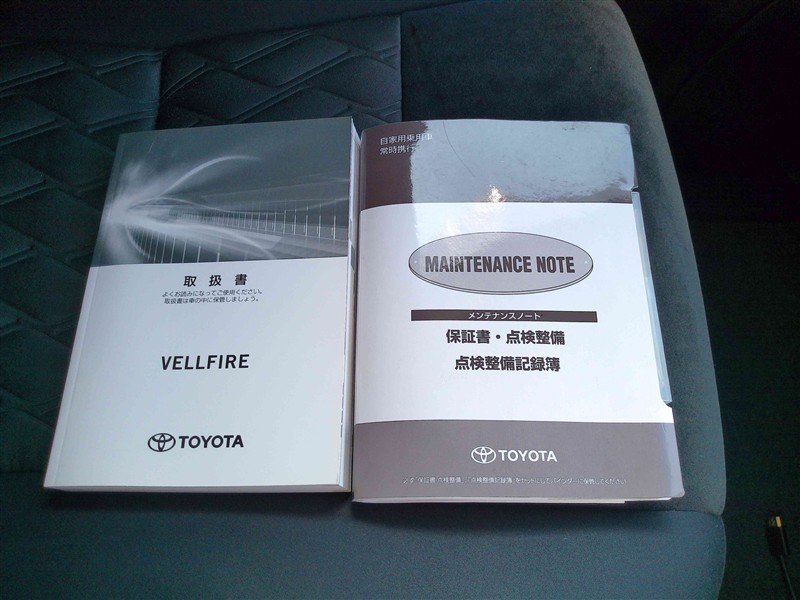 取扱書
よくお読みになってご使用ください。
取扱書は車の中に保管しましょう。
VELLFIRE
TOYOTA
自家用乗用車
常時携行
MAINTENANCE NOTE
メンテナンスノート
保証書・点検整備
点検整備記録簿
TOYOTA